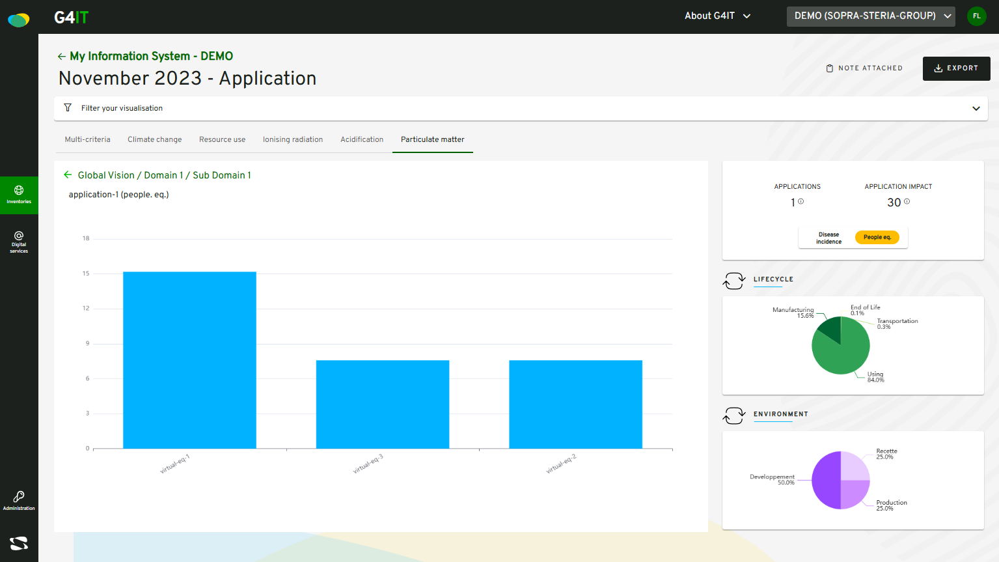 G4IT
About G4IT
DEMO (SOPRA-STERIA-GROUP)
FL
My Information System - DEMO
November 2023 - Application
NOTE ATTACHED
EXPORT
Filter your visualisation
Multi-criteria
Climate change
Resource use
Ionising radiation
Acidification
Particulate matter
Inventories
Digital
services
Administration
Global Vision / Domain 1 / Sub Domain 1
application-1 (people. eq.)
18
15
12
9
6
3
0
virtual-eq-1
virtual-eq-3
virtual-eq-2
APPLICATIONS
1
APPLICATION IMPACT
30
Disease
incidence
People eq.
LIFECYCLE
Manufacturing
15.6%
End of Life
0.1%
Transportation
0.3%
Using
84.0%
ENVIRONMENT
Recette
25.0%
Developpement
50.0%
Production
25.0%